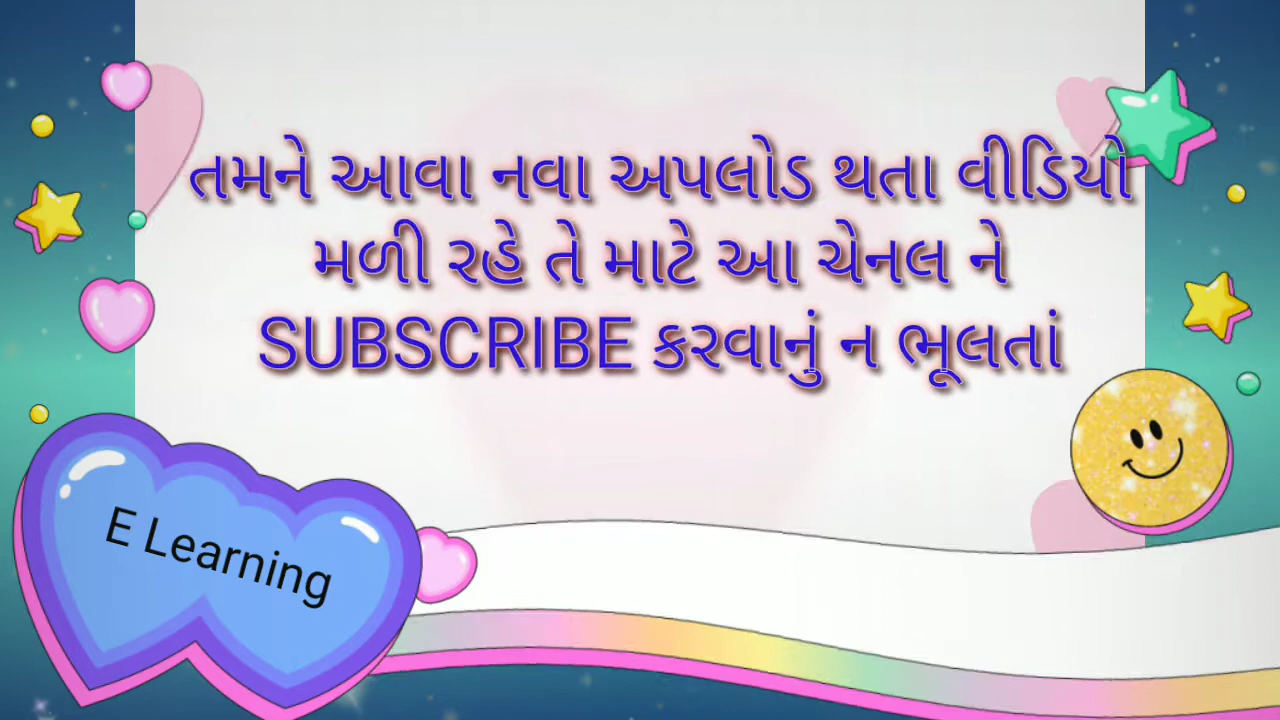 તમને આવા નવા અપલોડ થતા વીડિયો
મળી રહે તે માટે આ ચેનલ ને
SUBSCRIBE કરવાનું ન ભૂલતાં
E Learning